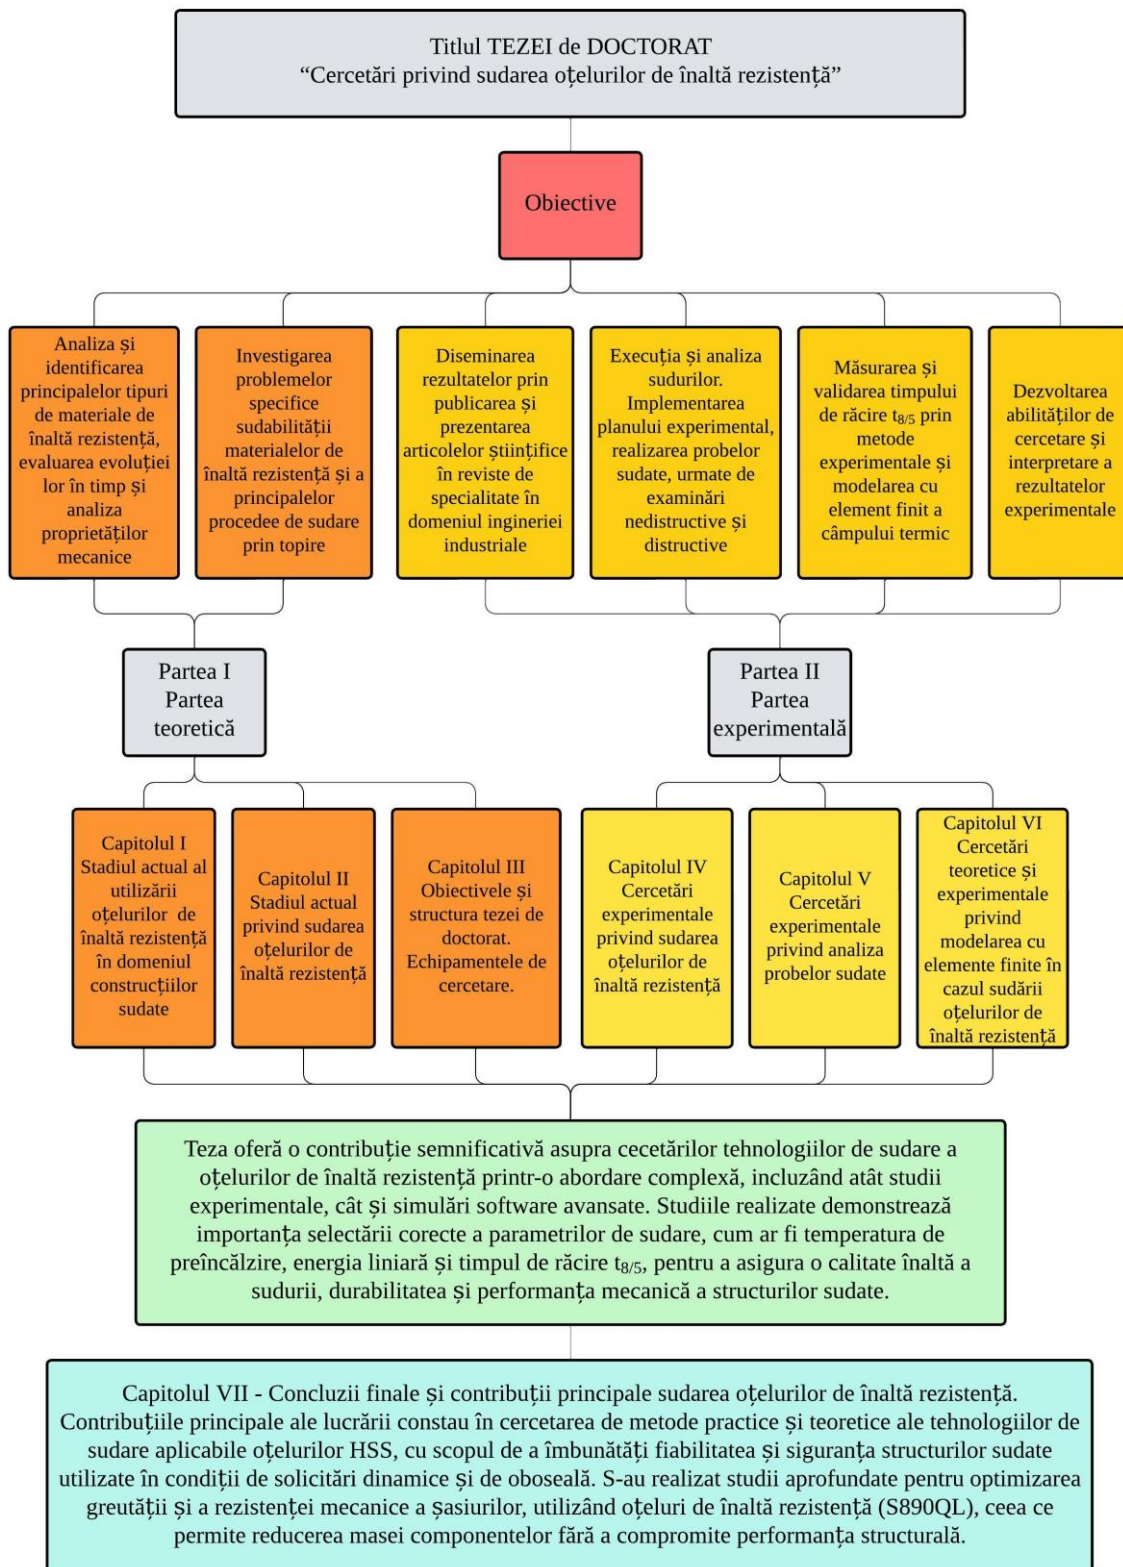 Titlul TEZEI de DOCTORAT
“Cercetări privind sudarea oțelurilor de înaltă rezistență”
Obiective
Analiza și
identificarea
principalelor tipuri
de materiale de
înaltă rezistență,
evaluarea evoluției
lor în timp și
analiza
proprietăților
mecanice
Investigarea
problemelor
specifice
sudabilității
materialelor de
înaltă rezistență și a
principalelor
procedee de sudare
prin topire
Diseminarea
rezultatelor prin
publicarea și
prezentarea
articolelor științifice
în reviste de
specialitate în
domeniul ingineriei
industriale
Execuția și analiza
sudurilor.
Implementarea
planului experimental,
realizarea probelor
sudate, urmate de
examinări
nedistructive și
distructive
Măsurarea și
validarea timpului
de răcire t8/5 prin
metode
experimentale și
modelarea cu
element finit a
câmpului termic
Dezvoltarea
abilităților de
cercetare și
interpretare a
rezultatelor
experimentale
Partea I
Partea
teoretică
Partea II
Partea
experimentală
Capitolul I
Stadiul actual al
utilizării
oțelurilor de
înaltă rezistență
în domeniul
construcțiilor
sudate
Capitolul II
Stadiul actual
privind sudarea
oțelurilor de
înaltă rezistență
Capitolul III
Obiectivele și
structura tezei de
doctorat.
Echipamentele de
cercetare.
Capitolul IV
Cercetări
experimentale
privind sudarea
oțelurilor de
înaltă rezistență
Capitolul V
Cercetări
experimentale
privind analiza
probelor sudate
Capitolul VI
Cercetări
teoretice și
experimentale
privind
modelarea cu
elemente finite în
cazul sudării
oțelurilor de
înaltă rezistență
Teza oferă o contribuție semnificativă asupra cecetărilor tehnologiilor de sudare a
oțelurilor de înaltă rezistență printr-o abordare complexă, incluzând atât studii
experimentale, cât și simulări software avansate. Studiile realizate demonstrează
importanța selectării corecte a parametrilor de sudare, cum ar fi temperatura de
preîncălzire, energia liniară și timpul de răcire t8/5, pentru a asigura o calitate înaltă a
sudurii, durabilitatea și performanța mecanică a structurilor sudate.
Capitolul VII - Concluzii finale și contribuții principale sudarea oțelurilor de înaltă rezistență.
Contribuțiile principale ale lucrării constau în cercetarea de metode practice și teoretice ale tehnologiilor de
sudare aplicabile oțelurilor HSS, cu scopul de a îmbunătăți fiabilitatea și siguranța structurilor sudate
utilizate în condiții de solicitări dinamice și de oboseală. S-au realizat studii aprofundate pentru optimizarea
greutății și a rezistenței mecanice a șasiurilor, utilizând oțeluri de înaltă rezistență (S890QL), ceea ce
permite reducerea masei componentelor fără a compromite performanța structurală.